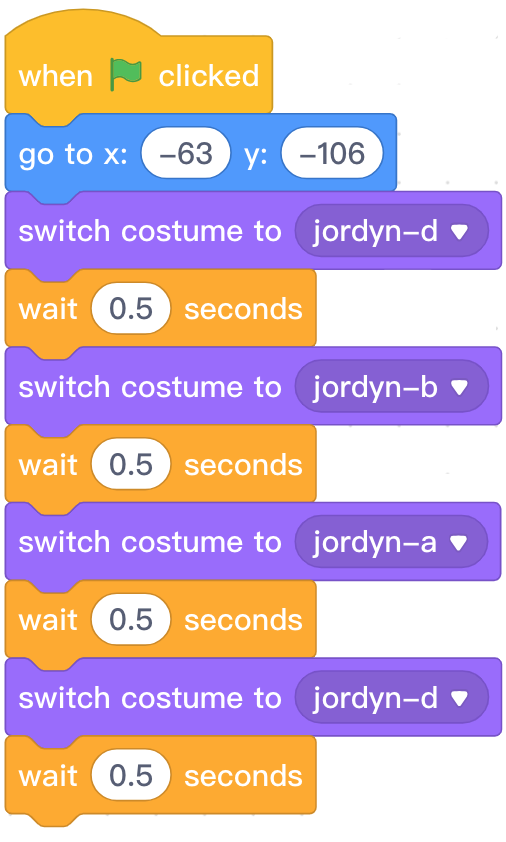 when clicked
go to x: −63 y: −106
switch costume to jordyn−d
wait 0.5 seconds
switch costume to jordyn−b
wait 0.5 seconds
switch costume to jordyn−a
wait 0.5 seconds
switch costume to jordyn−d
wait 0.5 seconds